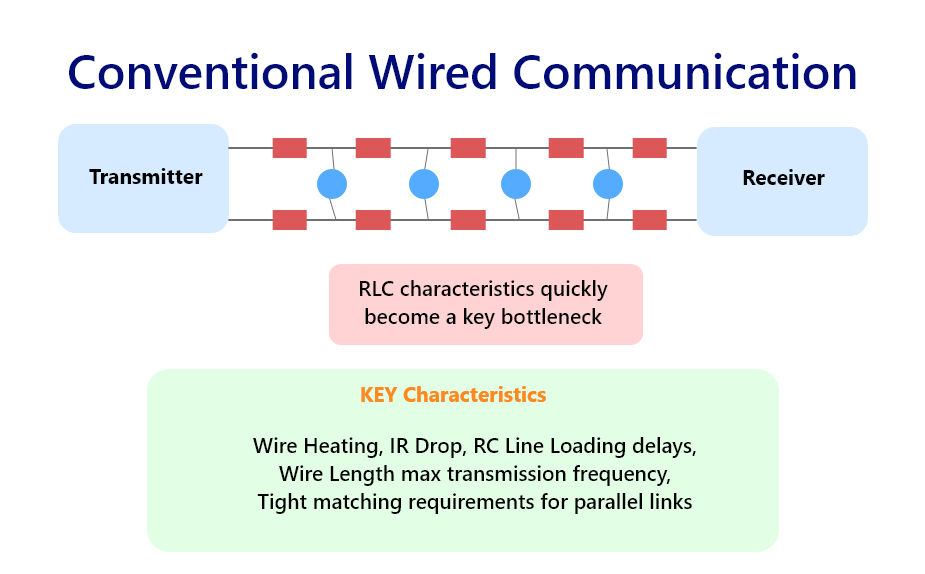 Conventional Wired Communication
Transmitter
Receiver
RLC characteristics quickly
become a key bottleneck
KEY Characteristics
Wire Heating, IR Drop, RC Line Loading delays,
Wire Length max transmission frequency,
Tight matching requirements for parallel links